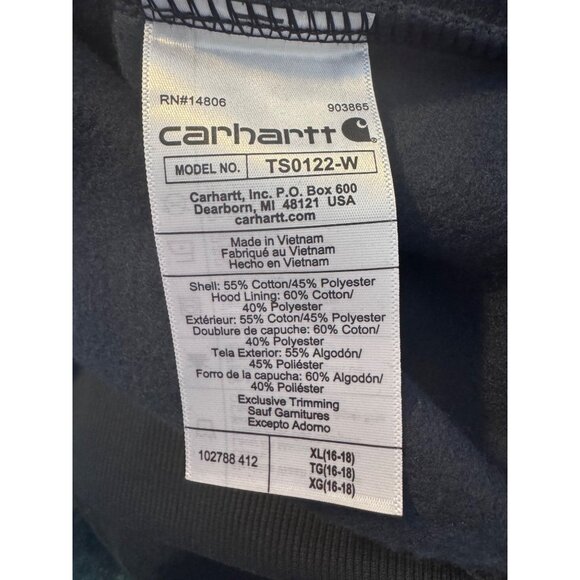 RN#14806 903865
carhartt
MODEL NO. TS0122-W
Carhartt, Inc. P.O. Box 600
Dearborn, MI 48121 USA
carhartt.com
Made in Vietnam
Fabriqué au Vietnam
Hecho en Vietnam
Shell: 55% Cotton/45% Polyester
Hood Lining: 60% Cotton/
40% Polyester
Extérieur: 55% Coton/45% Polyester
Doublure de capuche: 60% Coton/
40% Polyester
Tela Exterior: 55% Algodón/
45% Poliéster
Forro de la capucha: 60% Algodón/
40% Poliéster
Exclusive Trimming
Sauf Garnitures
Excepto Adorno
102788 412 XL(16-18)
TG(16-18)
XG(16-18)